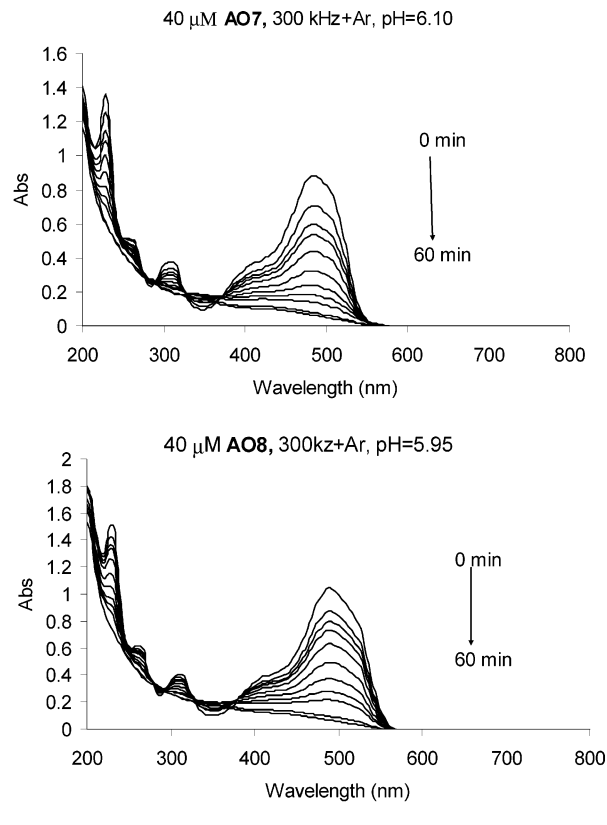 40 μM AO7, 300 kHz+Ar, pH=6.10
1.6
1.4
1.2
1
0.8
0.6
0.4
0.2
0
Abs
0 min
60 min
200 300 400 500 600 700 800
Wavelength (nm)
40 μM AO8, 300kz+Ar, pH=5.95
2
1.8
1.6
1.4
1.2
1
0.8
0.6
0.4
0.2
0
Abs
0 min
60 min
200 300 400 500 600 700 800
Wavelength (nm)